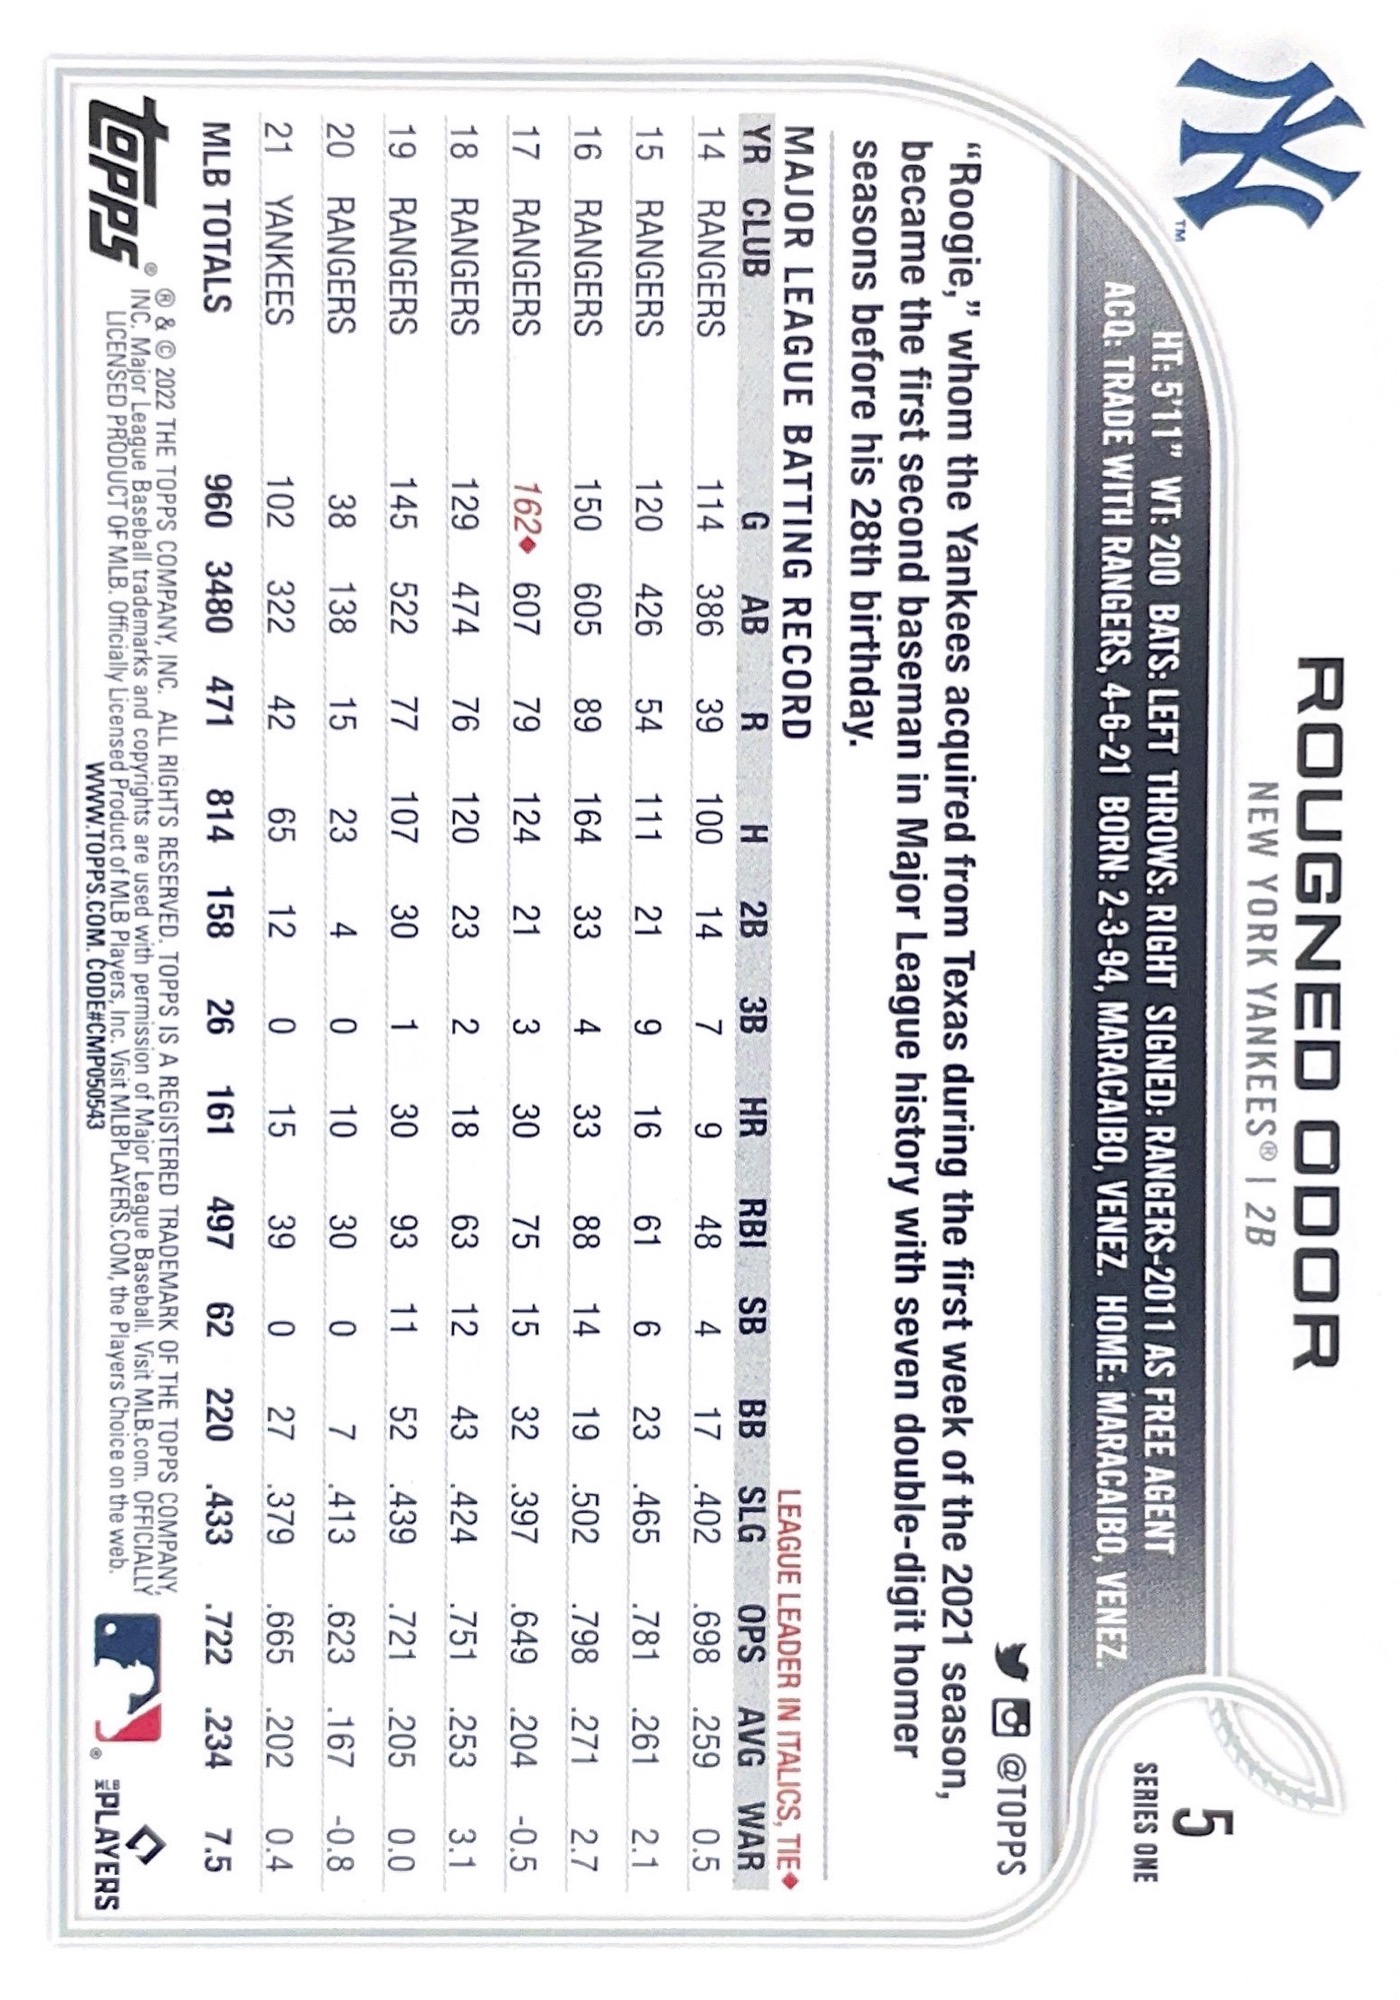 ROUGNED ODOR
NEW YORK YANKEES® | 2B
5
SERIES ONE
NY
™
HT: 5'11" WT: 200 BATS: LEFT THROWS: RIGHT SIGNED: RANGERS-2011 AS FREE AGENT
ACQ: TRADE WITH RANGERS, 4-6-21 BORN: 2-3-94, MARACAIBO, VENEZ. HOME: MARACAIBO, VENEZ.
@TOPPS
“Roogie,” whom the Yankees acquired from Texas during the first week of the 2021 season,
became the first second baseman in Major League history with seven double-digit homer
seasons before his 28th birthday.
MAJOR LEAGUE BATTING RECORD LEAGUE LEADER IN ITALICS, TIE♦
YR CLUB G AB R H 2B 3B HR RBI SB BB SLG OPS AVG WAR
14 RANGERS 114 386 39 100 14 7 9 48 4 17 .402 .698 .259 0.5
15 RANGERS 120 426 54 111 21 9 16 61 6 23 .465 .781 .261 2.1
16 RANGERS 150 605 89 164 33 4 33 88 14 19 .502 .798 .271 2.7
17 RANGERS 162♦ 607 79 124 21 3 30 75 15 32 .397 .649 .204 -0.5
18 RANGERS 129 474 76 120 23 2 18 63 12 43 .424 .751 .253 3.1
19 RANGERS 145 522 77 107 30 1 30 93 11 52 .439 .721 .205 0.0
20 RANGERS 38 138 15 23 4 0 10 30 0 7 .413 .623 .167 -0.8
21 YANKEES 102 322 42 65 12 0 15 39 0 27 .379 .665 .202 0.4
MLB TOTALS 960 3480 471 814 158 26 161 497 62 220 .433 .722 .234 7.5
topps®
® & © 2022 THE TOPPS COMPANY, INC. ALL RIGHTS RESERVED. TOPPS IS A REGISTERED TRADEMARK OF THE TOPPS COMPANY,
INC. Major League Baseball trademarks and copyrights are used with permission of Major League Baseball. Visit MLB.com. OFFICIALLY
LICENSED PRODUCT OF MLB. Officially Licensed Product of MLB Players, Inc. Visit MLBPLAYERS.COM, the Players Choice on the web.
WWW.TOPPS.COM. CODE#CMP050543
®
MLB PLAYERS